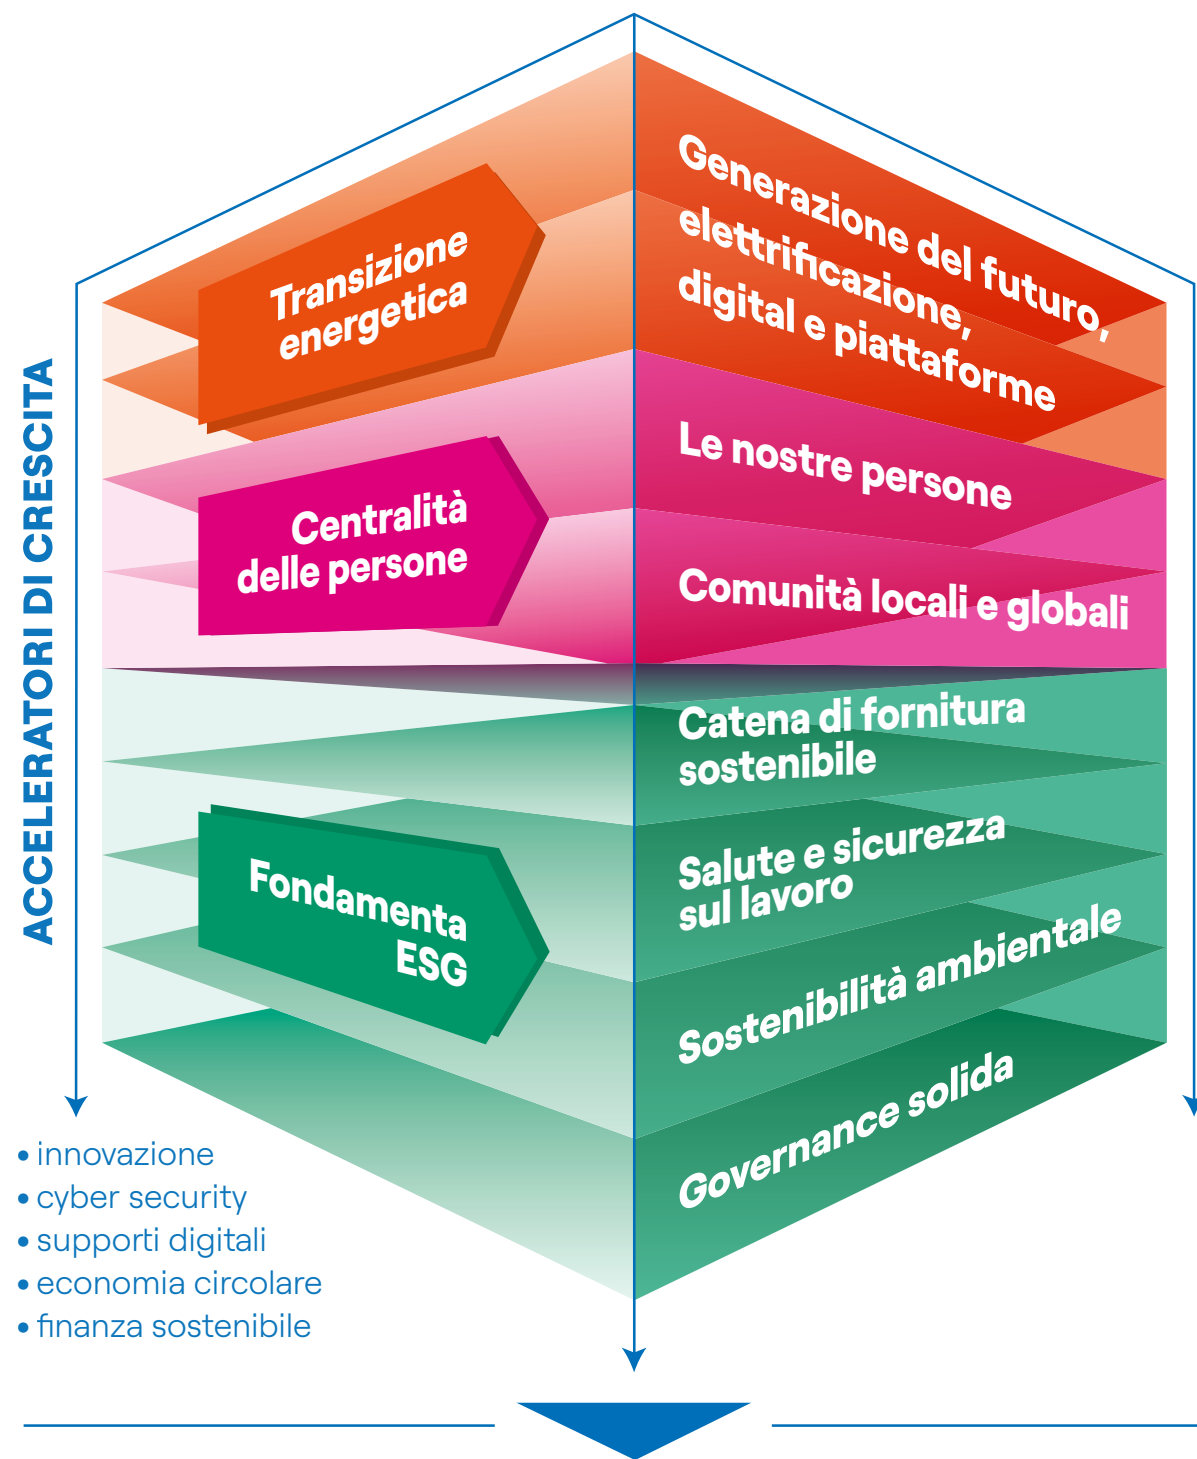 ACCELERATORI DI CRESCITA
Transizione
energetica
Generazione del futuro,
elettrificazione,
digital e piattaforme
Centralità
delle persone
Le nostre persone
Comunità locali e globali
Fondamenta
ESG
Catena di fornitura
sostenibile
Salute e sicurezza
sul lavoro
Sostenibilità ambientale
Governance solida
• innovazione
• cyber security
• supporti digitali
• economia circolare
• finanza sostenibile